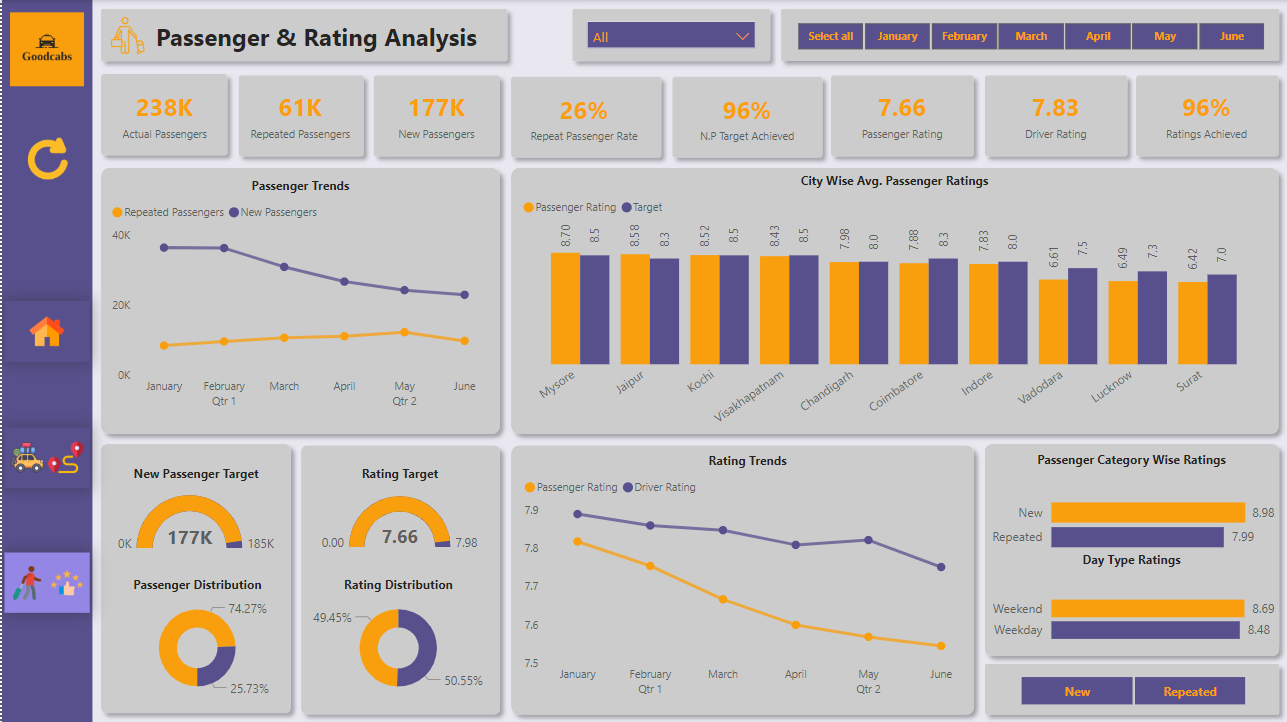 Goodcabs
Passenger & Rating Analysis
All
Select all January February March April May June
238K
Actual Passengers
61K
Repeated Passengers
177K
New Passengers
26%
Repeat Passenger Rate
96%
N.P Target Achieved
7.66
Passenger Rating
7.83
Driver Rating
96%
Ratings Achieved
Passenger Trends
Repeated Passengers New Passengers
40K
20K
0K
January February March April May June
Qtr 1 Qtr 2
City Wise Avg. Passenger Ratings
Passenger Rating Target
8.70 8.5 8.58 8.3 8.52 8.5 8.43 8.5 7.98 8.0 7.88 8.3 7.83 8.0 6.61 7.5 6.49 7.3 6.42 7.0
Mysore Jaipur Kochi Visakhapatnam Chandigarh Coimbatore Indore Vadodara Lucknow Surat
New Passenger Target
177K
0K 185K
Rating Target
7.66
0.00 7.98
Passenger Distribution
74.27%
25.73%
Rating Distribution
49.45%
50.55%
Rating Trends
Passenger Rating Driver Rating
7.9
7.8
7.7
7.6
7.5
January February March April May June
Qtr 1 Qtr 2
Passenger Category Wise Ratings
New 8.98
Repeated 7.99
Day Type Ratings
Weekend 8.69
Weekday 8.48
New Repeated